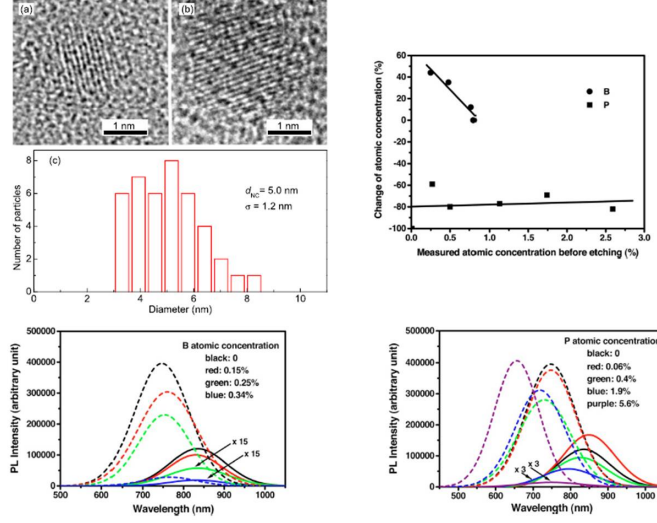 (a)
1 nm
(b)
1 nm
(c)
d_NC = 5.0 nm
σ = 1.2 nm
Number of particles
8
6
4
2
0
0 2 4 6 8 10
Diameter (nm)
Change of atomic concentration (%)
60
40
20
0
-20
-40
-60
-80
-100
B
P
0.0 0.5 1.0 1.5 2.0 2.5 3.0
Measured atomic concentration before etching (%)
PL Intensity (arbitrary unit)
500000
400000
300000
200000
100000
0
B atomic concentration
black: 0
red: 0.15%
green: 0.25%
blue: 0.34%
x 15
x 15
500 600 700 800 900 1000
Wavelength (nm)
PL Intensity (arbitrary unit)
500000
400000
300000
200000
100000
0
P atomic concentration
black: 0
red: 0.06%
green: 0.4%
blue: 1.9%
purple: 5.6%
x 3 x 3
500 600 700 800 900 1000
Wavelength (nm)